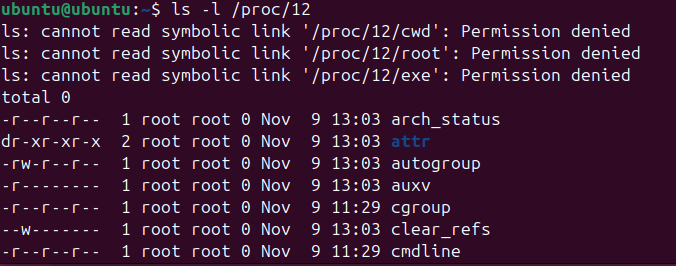 ubuntu@ubuntu:~$ ls -l /proc/12
ls: cannot read symbolic link '/proc/12/cwd': Permission denied
ls: cannot read symbolic link '/proc/12/root': Permission denied
ls: cannot read symbolic link '/proc/12/exe': Permission denied
total 0
-r--r--r--  1 root root 0 Nov  9 13:03 arch_status
dr-xr-xr-x  2 root root 0 Nov  9 13:03 attr
-rw-r--r--  1 root root 0 Nov  9 13:03 autogroup
-r--------  1 root root 0 Nov  9 13:03 auxv
-r--r--r--  1 root root 0 Nov  9 11:29 cgroup
--w-------  1 root root 0 Nov  9 13:03 clear_refs
-r--r--r--  1 root root 0 Nov  9 11:29 cmdline